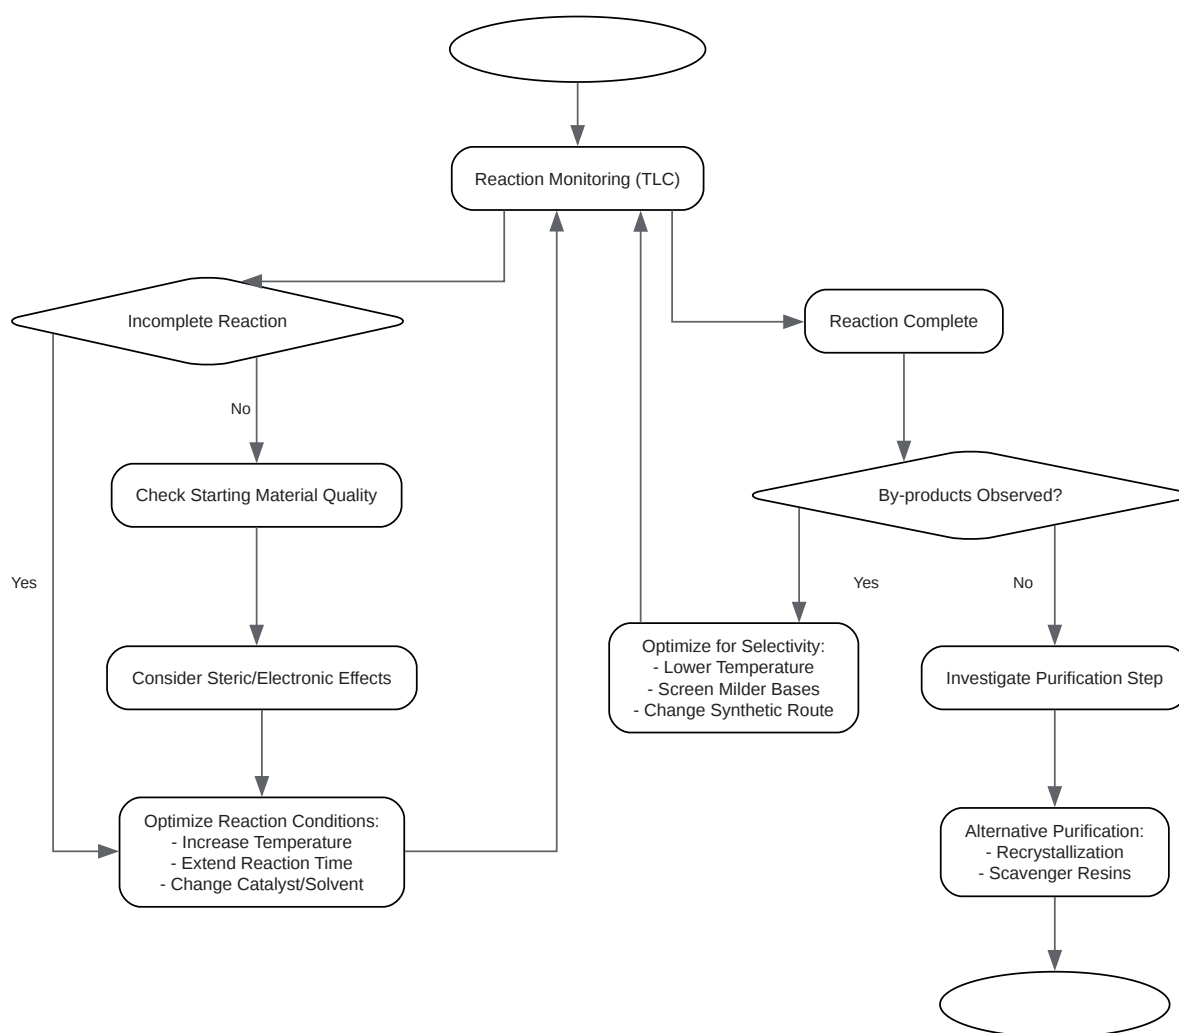 Reaction Monitoring (TLC)
Incomplete Reaction
Reaction Complete
No
Check Starting Material Quality
By-products Observed?
Yes
Yes
No
Optimize for Selectivity:
- Lower Temperature
- Screen Milder Bases
- Change Synthetic Route
Consider Steric/Electronic Effects
Investigate Purification Step
Optimize Reaction Conditions:
- Increase Temperature
- Extend Reaction Time
- Change Catalyst/Solvent
Alternative Purification:
- Recrystallization
- Scavenger Resins